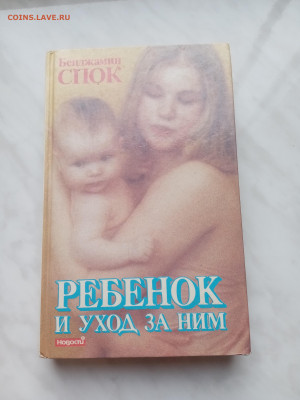 COINS.LAVE.RU
Бенджамин
СПОК
РЕБЕНОК
И УХОД ЗА НИМ
Новости